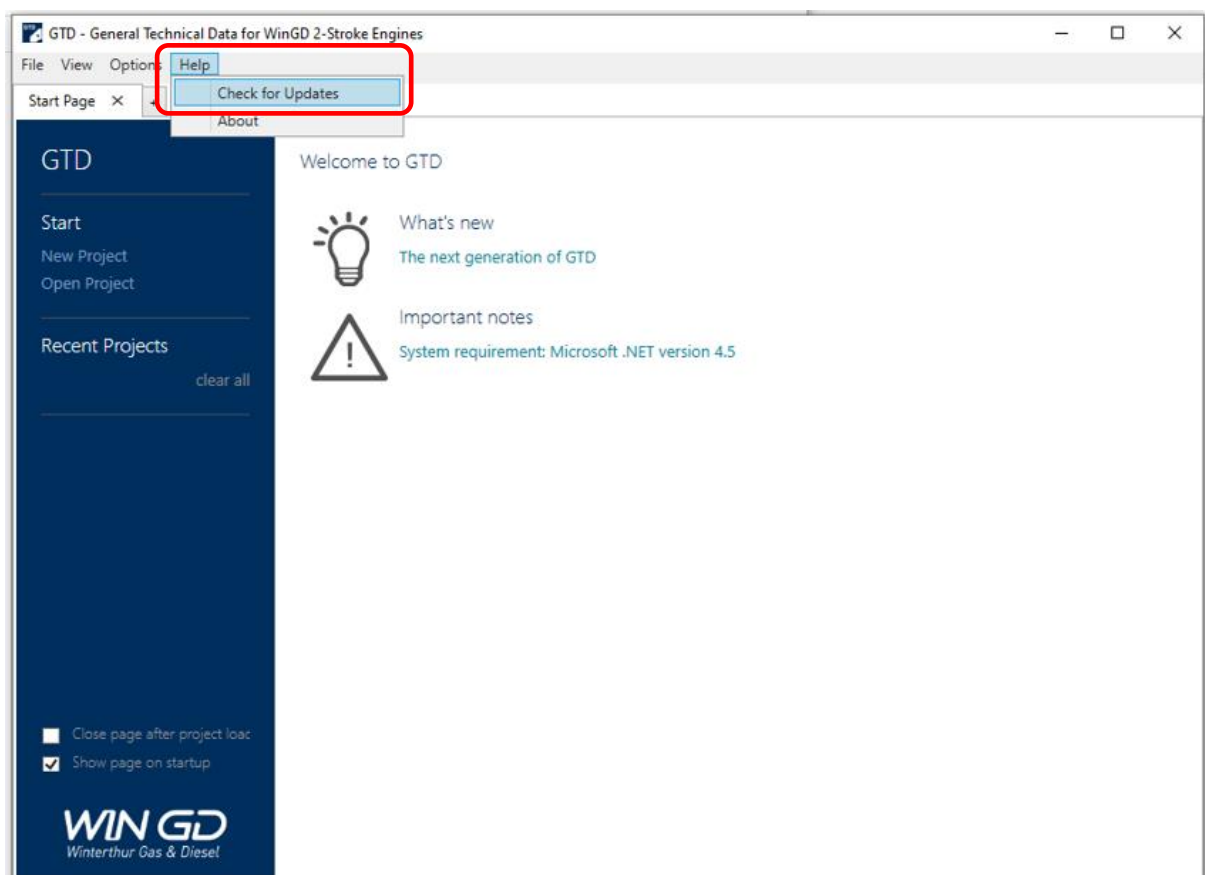 GTD - General Technical Data for WinGD 2-Stroke Engines
File View Options Help
Check for Updates
About
Start Page
GTD
Start
New Project
Open Project
Recent Projects
clear all
Close page after project load
Show page on startup
WIN GD
Winterthur Gas & Diesel
Welcome to GTD
What's new
The next generation of GTD
Important notes
System requirement: Microsoft .NET version 4.5